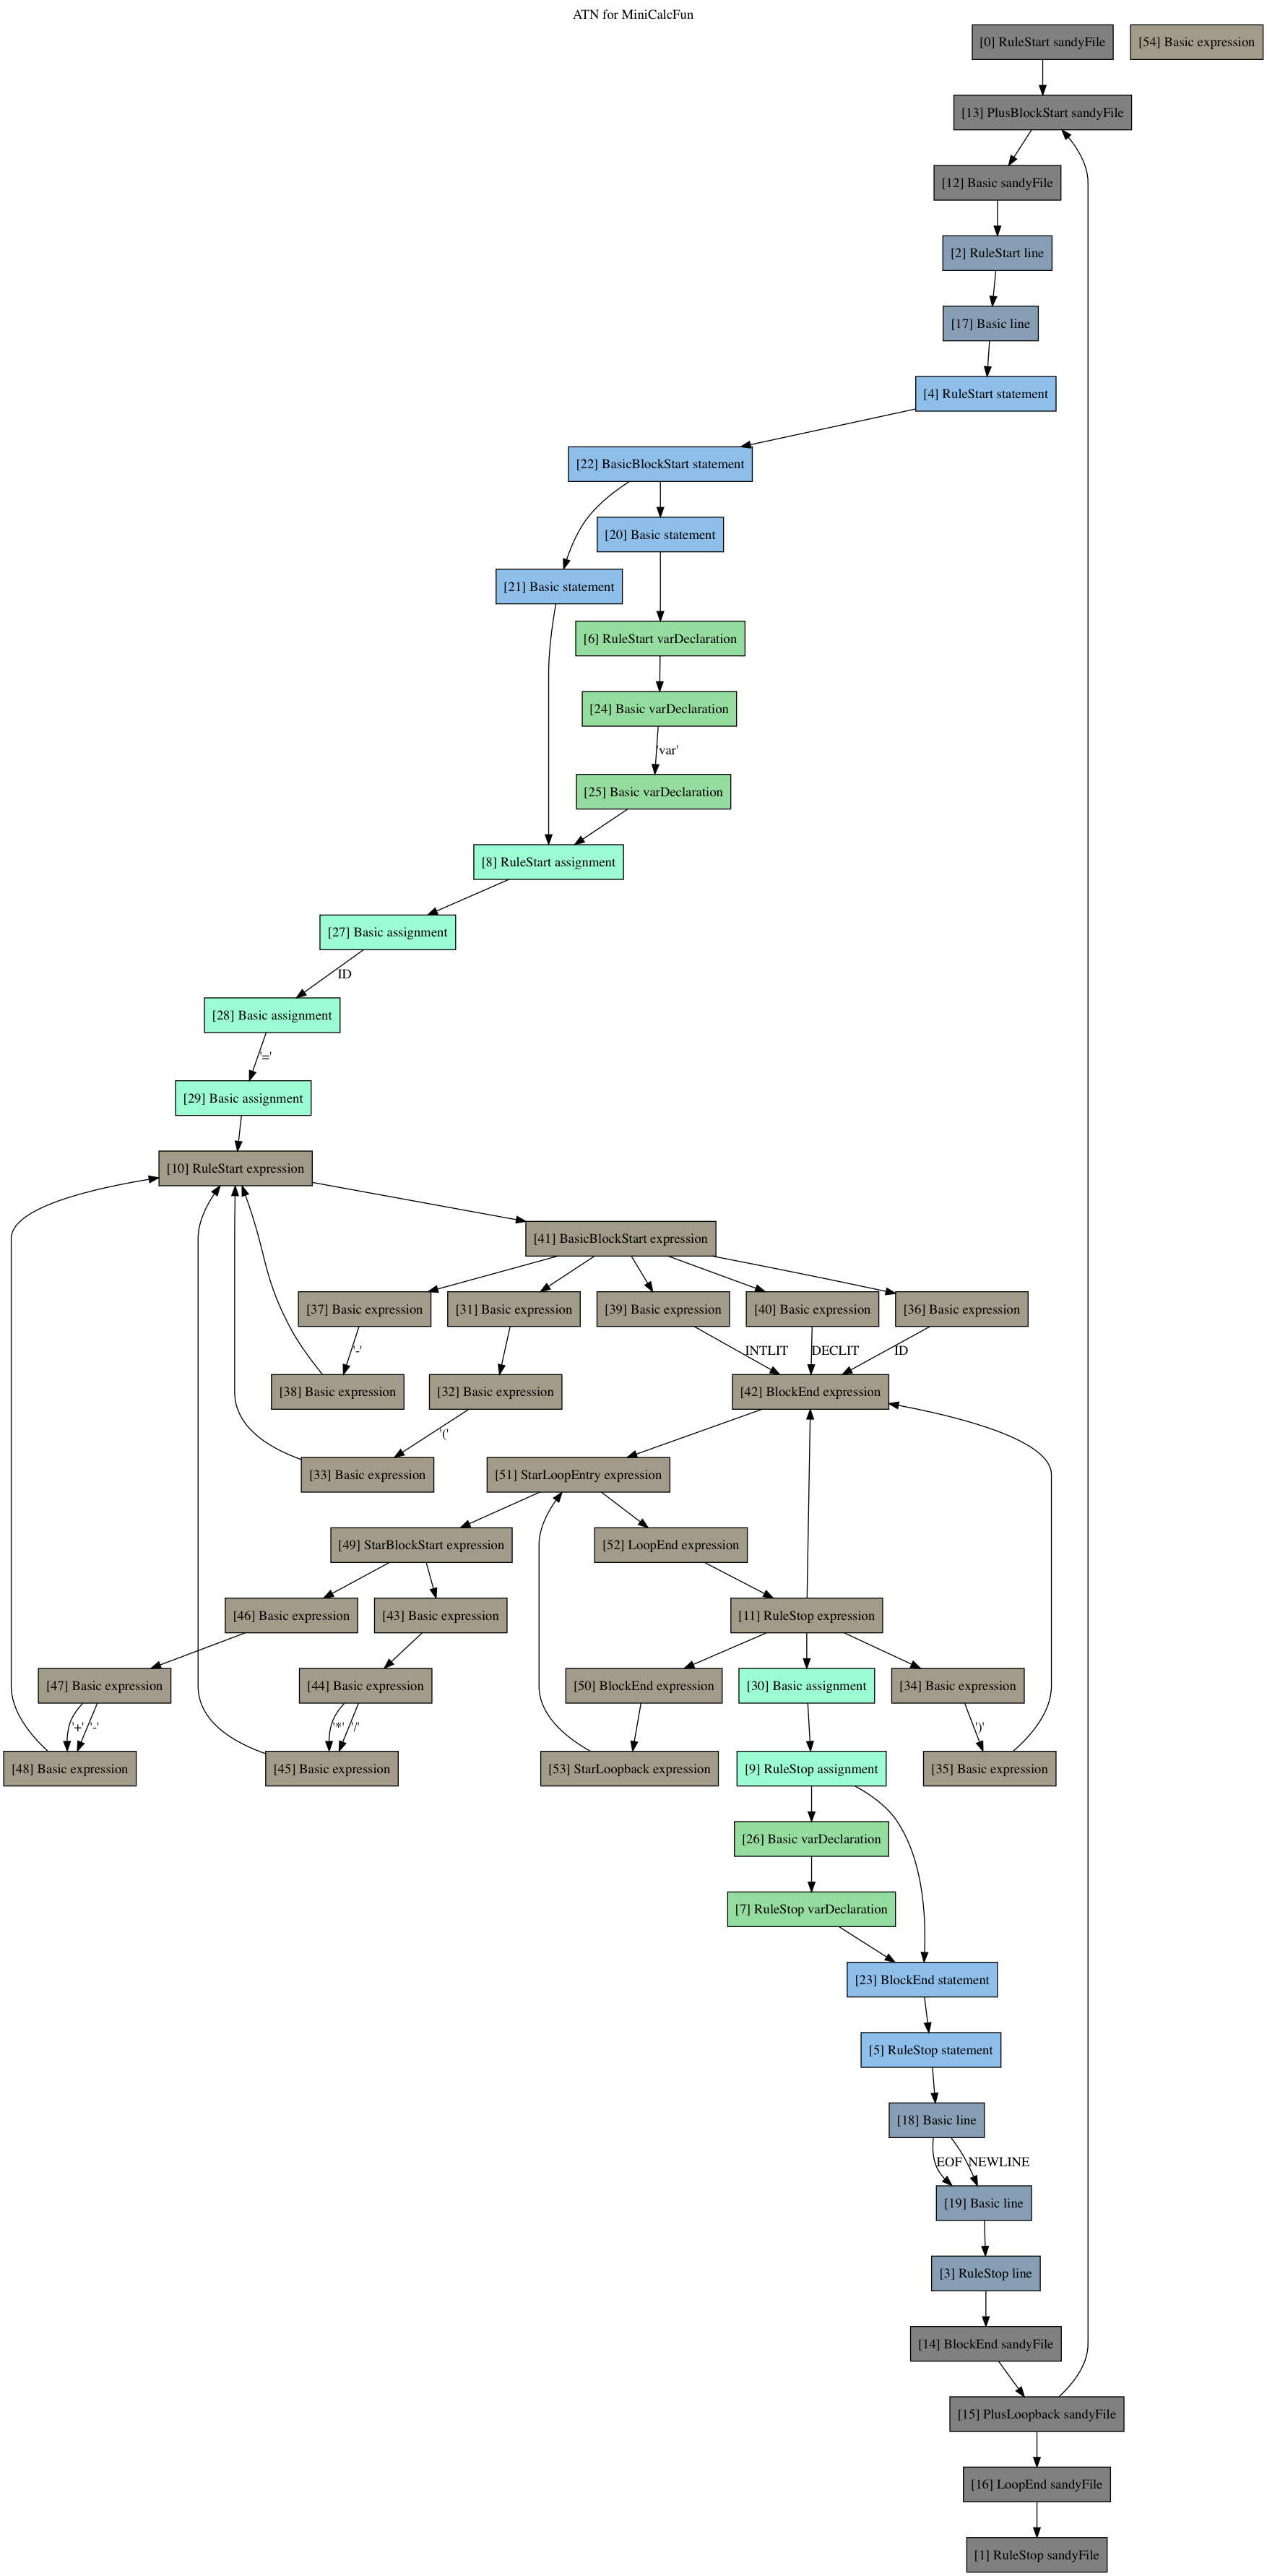 ATN for MiniCalcFun
[0] RuleStart sandyFile
[54] Basic expression
[13] PlusBlockStart sandyFile
[12] Basic sandyFile
[2] RuleStart line
[17] Basic line
[4] RuleStart statement
[22] BasicBlockStart statement
[20] Basic statement
[21] Basic statement
[6] RuleStart varDeclaration
[24] Basic varDeclaration
'var'
[25] Basic varDeclaration
[8] RuleStart assignment
[27] Basic assignment
ID
[28] Basic assignment
'='
[29] Basic assignment
[10] RuleStart expression
[41] BasicBlockStart expression
[37] Basic expression
[31] Basic expression
[39] Basic expression
[40] Basic expression
[36] Basic expression
'-'
INTLIT
DECLIT
ID
[38] Basic expression
[32] Basic expression
[42] BlockEnd expression
'('
[33] Basic expression
[51] StarLoopEntry expression
[49] StarBlockStart expression
[52] LoopEnd expression
[46] Basic expression
[43] Basic expression
[11] RuleStop expression
[47] Basic expression
[44] Basic expression
[50] BlockEnd expression
[30] Basic assignment
[34] Basic expression
'+'
'-'
'*'
'/'
')'
[48] Basic expression
[45] Basic expression
[53] StarLoopback expression
[9] RuleStop assignment
[35] Basic expression
[26] Basic varDeclaration
[7] RuleStop varDeclaration
[23] BlockEnd statement
[5] RuleStop statement
[18] Basic line
EOF
NEWLINE
[19] Basic line
[3] RuleStop line
[14] BlockEnd sandyFile
[15] PlusLoopback sandyFile
[16] LoopEnd sandyFile
[1] RuleStop sandyFile